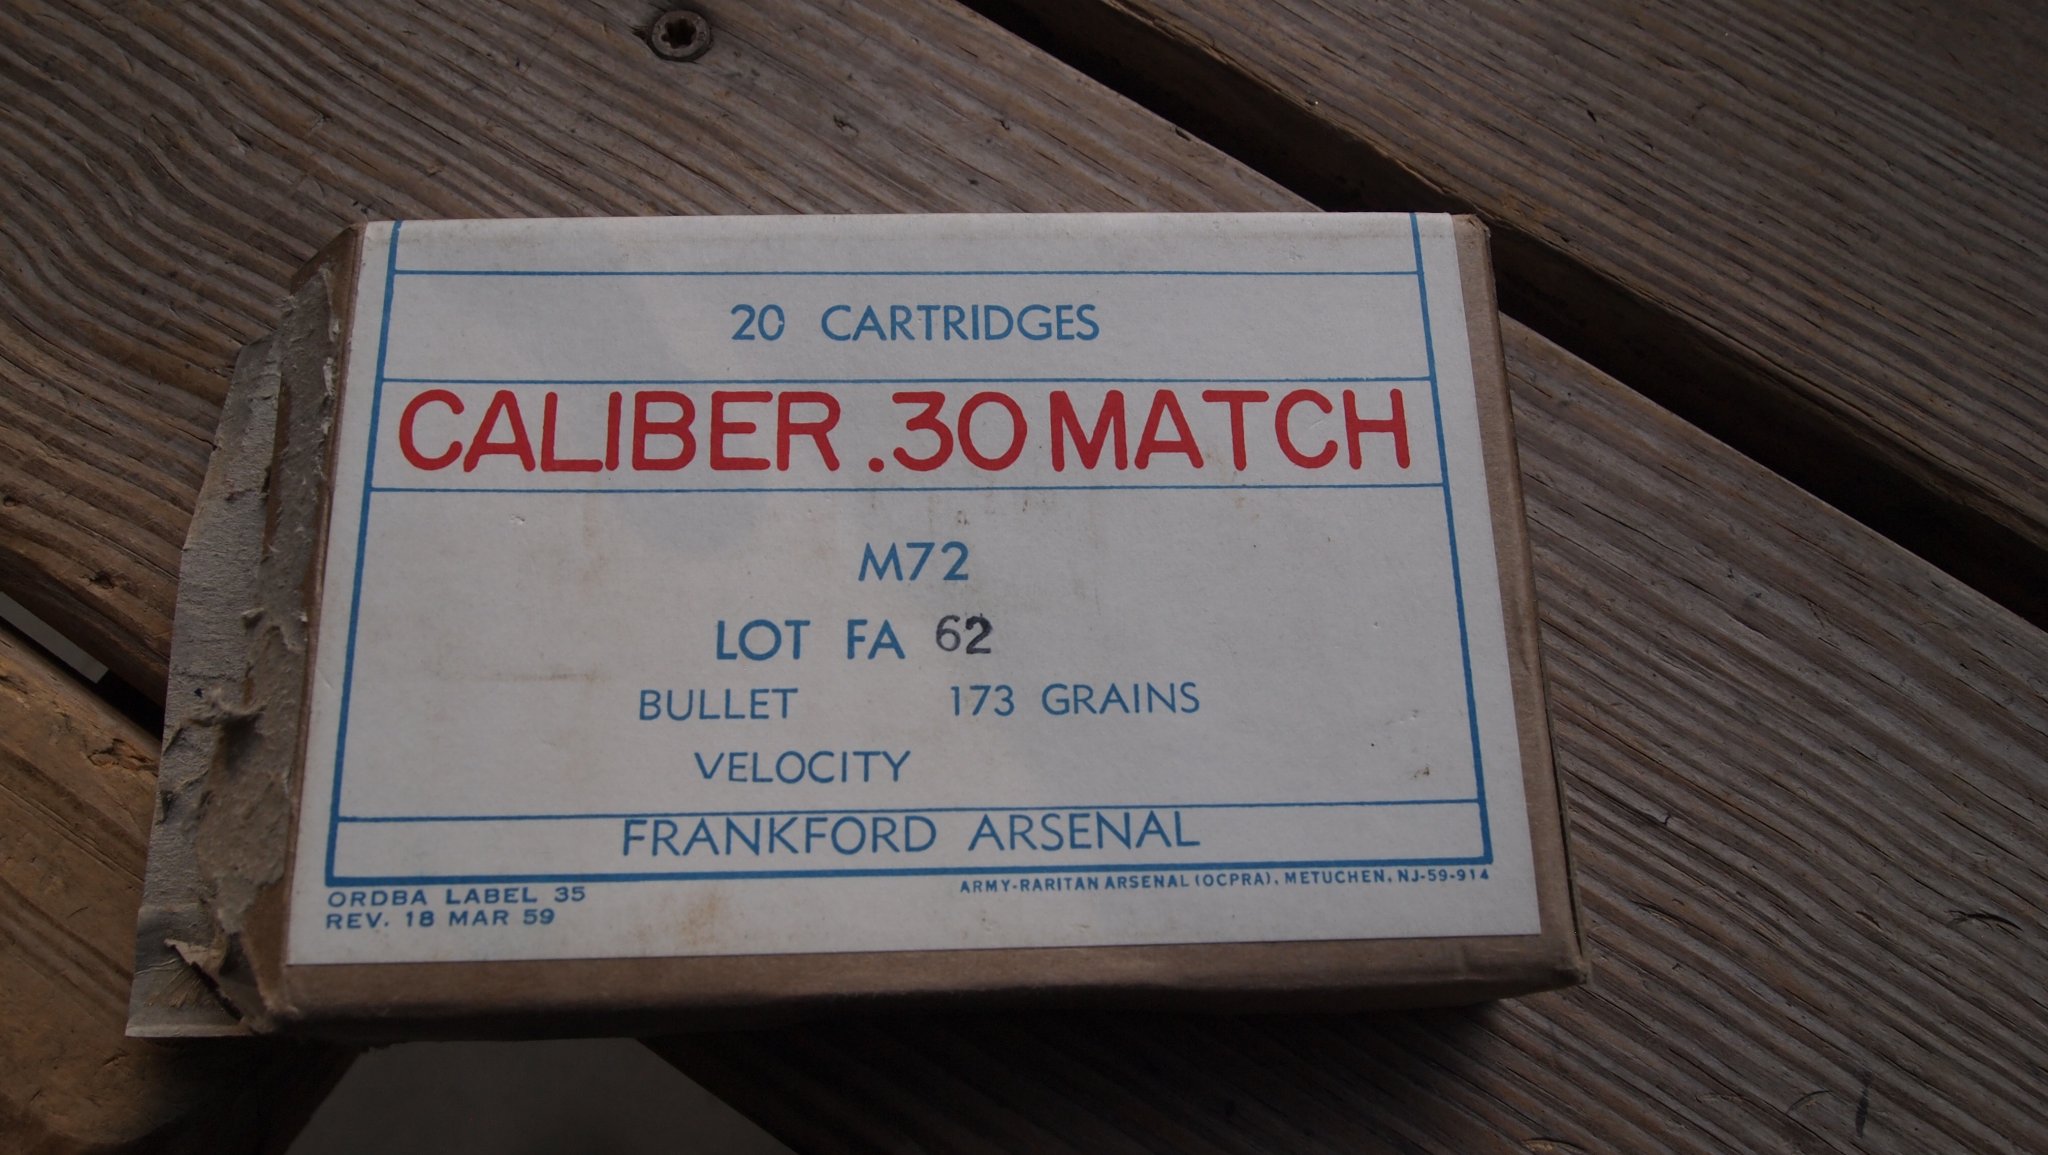 20 CARTRIDGES
CALIBER .30 MATCH
M72
LOT FA 62
BULLET 173 GRAINS
VELOCITY
FRANKFORD ARSENAL
ORDBA LABEL 35
REV. 18 MAR 59
ARMY-RARITAN ARSENAL (OCPRA), METUCHEN, NJ-59-914